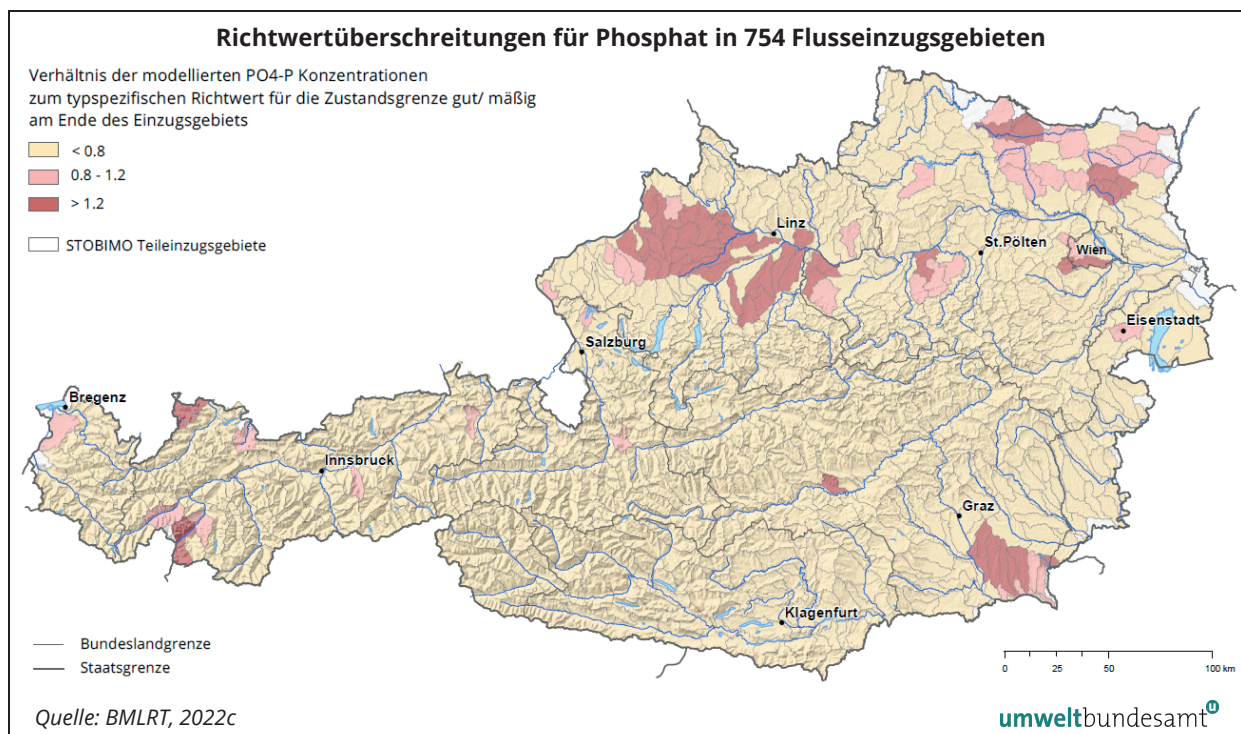 Richtwertüberschreitungen für Phosphat in 754 Flusseinzugsgebieten
Verhältnis der modellierten PO4-P Konzentrationen
zum typspezifischen Richtwert für die Zustandsgrenze gut/ mäßig
am Ende des Einzugsgebiets
< 0.8
0.8 - 1.2
> 1.2
STOBIMO Teileinzugsgebiete
Linz
St.Pölten
Wien
Eisenstadt
Salzburg
Bregenz
Innsbruck
Graz
Klagenfurt
Bundeslandgrenze
Staatsgrenze
0 25 50 100 km
Quelle: BMLRT, 2022c
umweltbundesamt u